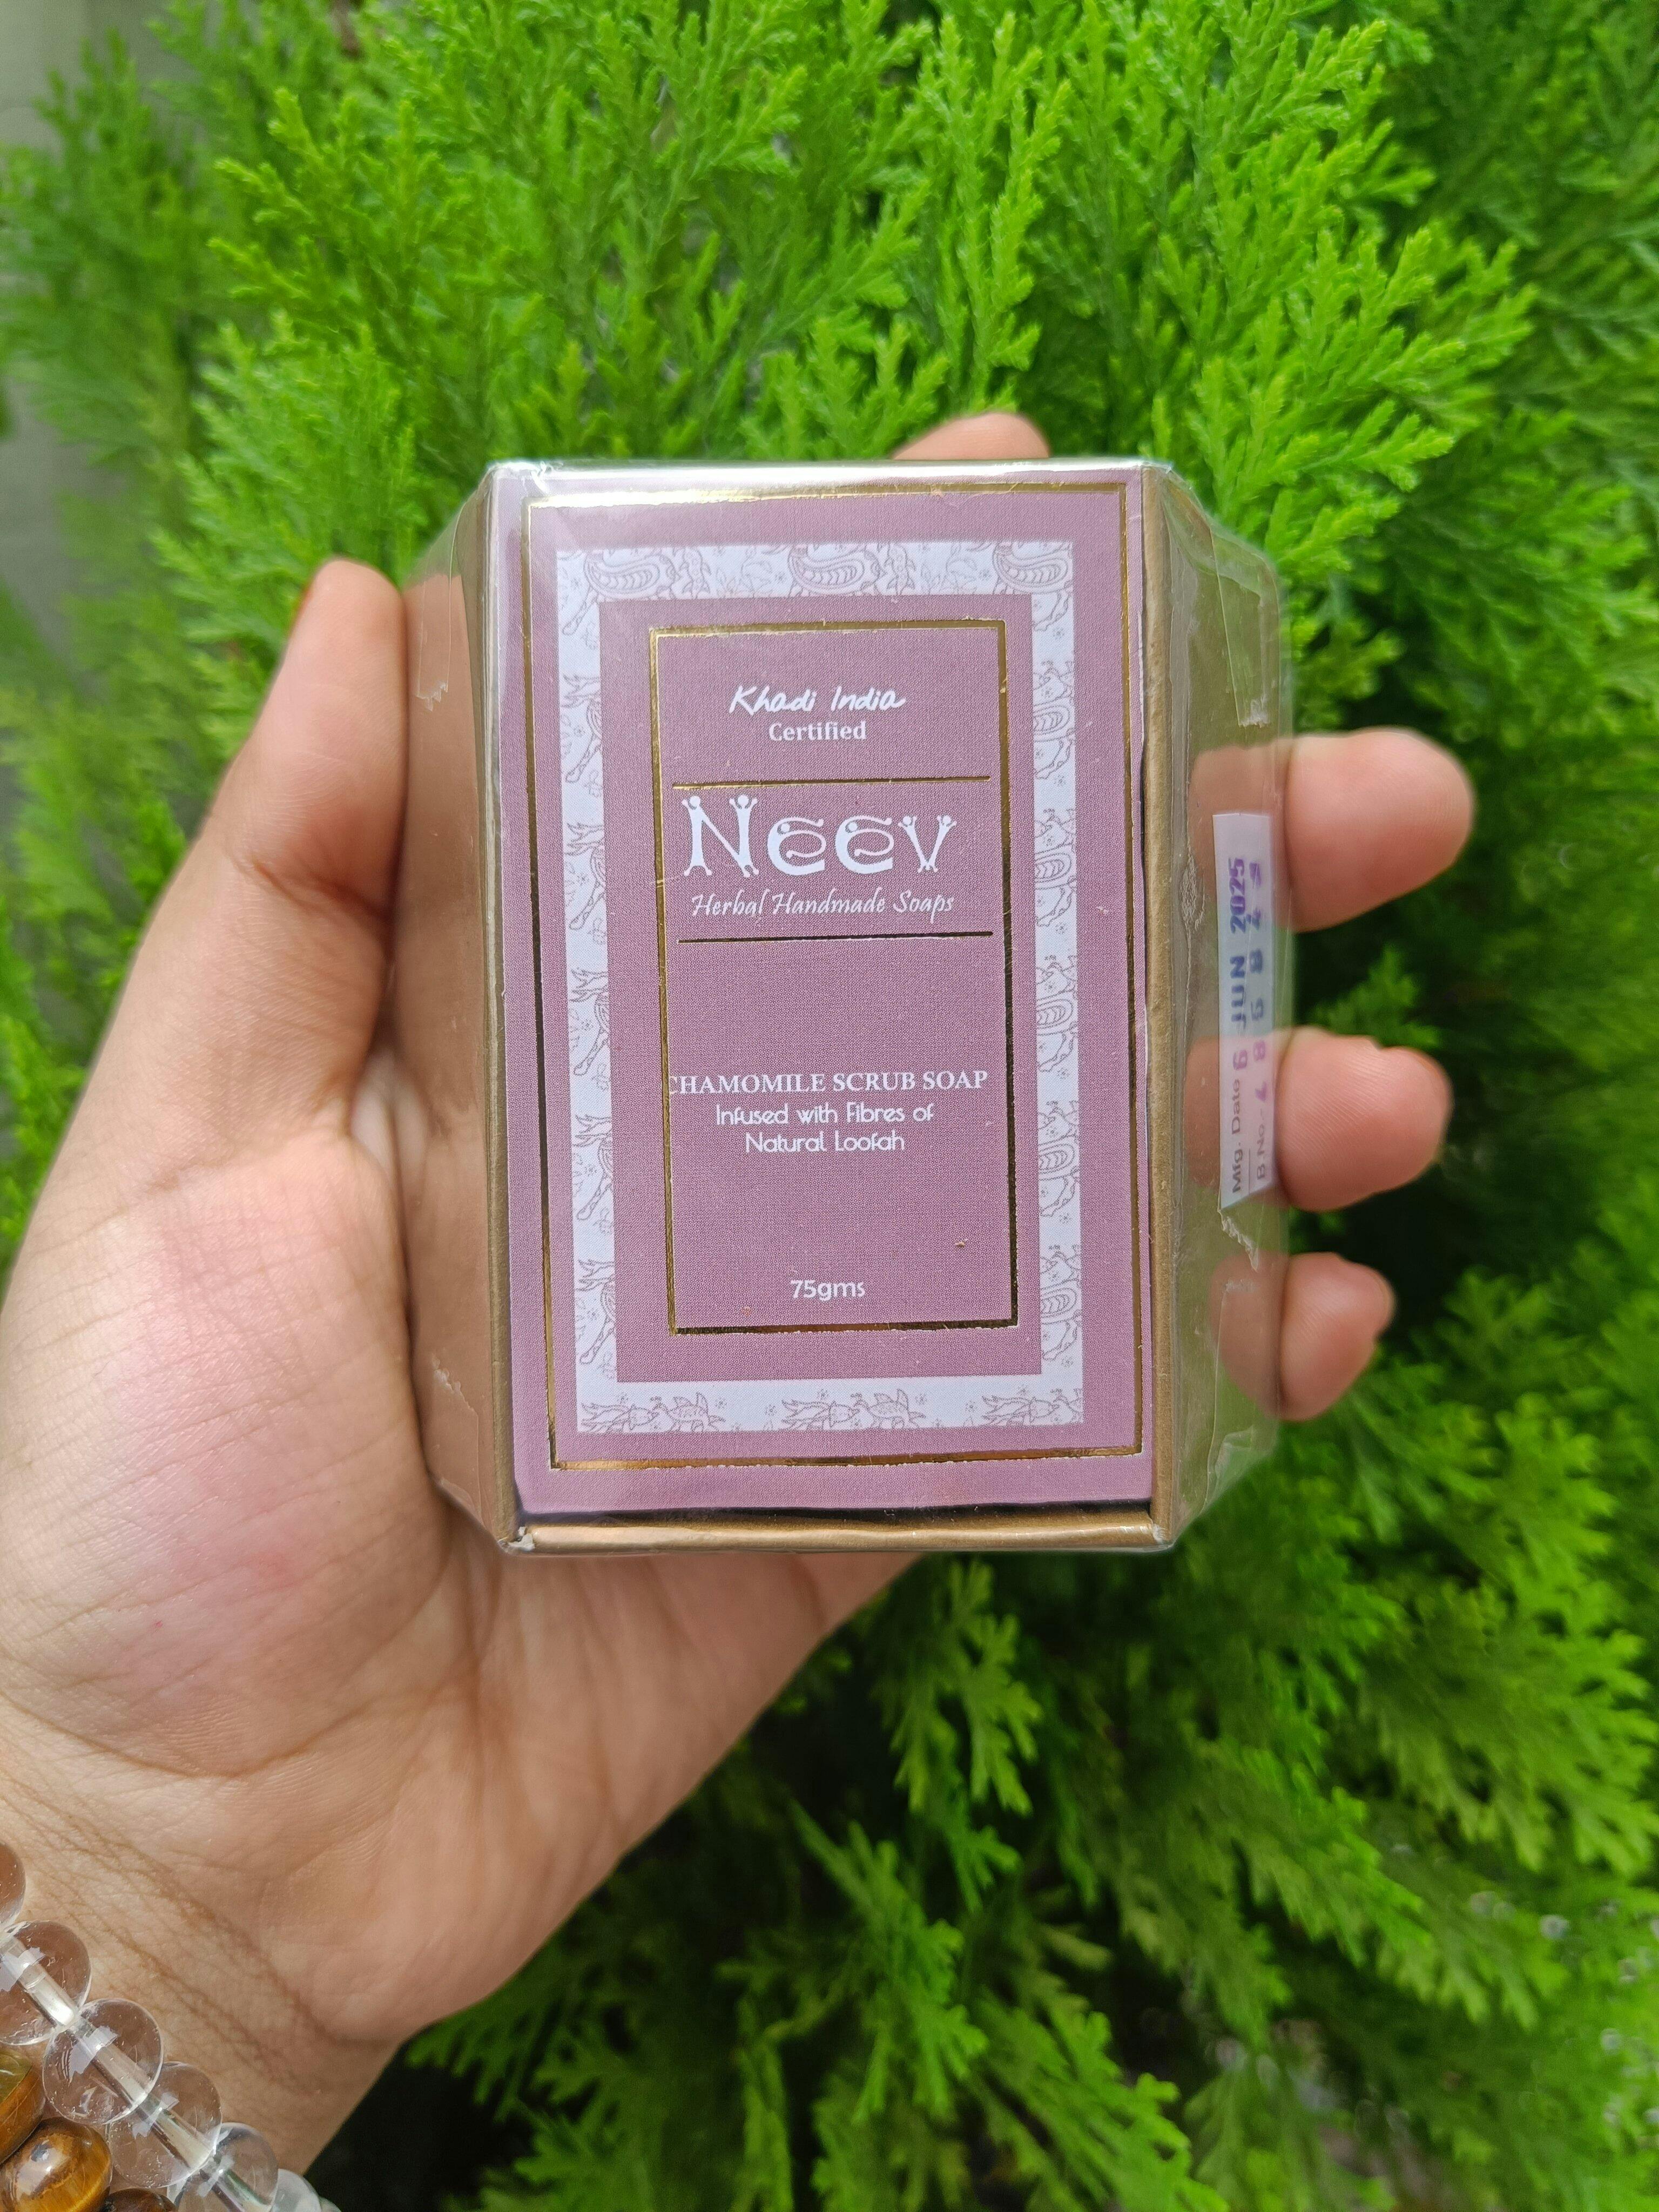 Khadi India
Certified
Neev
Herbal Handmade Soaps
CHAMOMILE SCRUB SOAP
Infused with Fibres of
Natural Loofah
75gms
Mfg. Date 6 JUN 2025
B.No.-